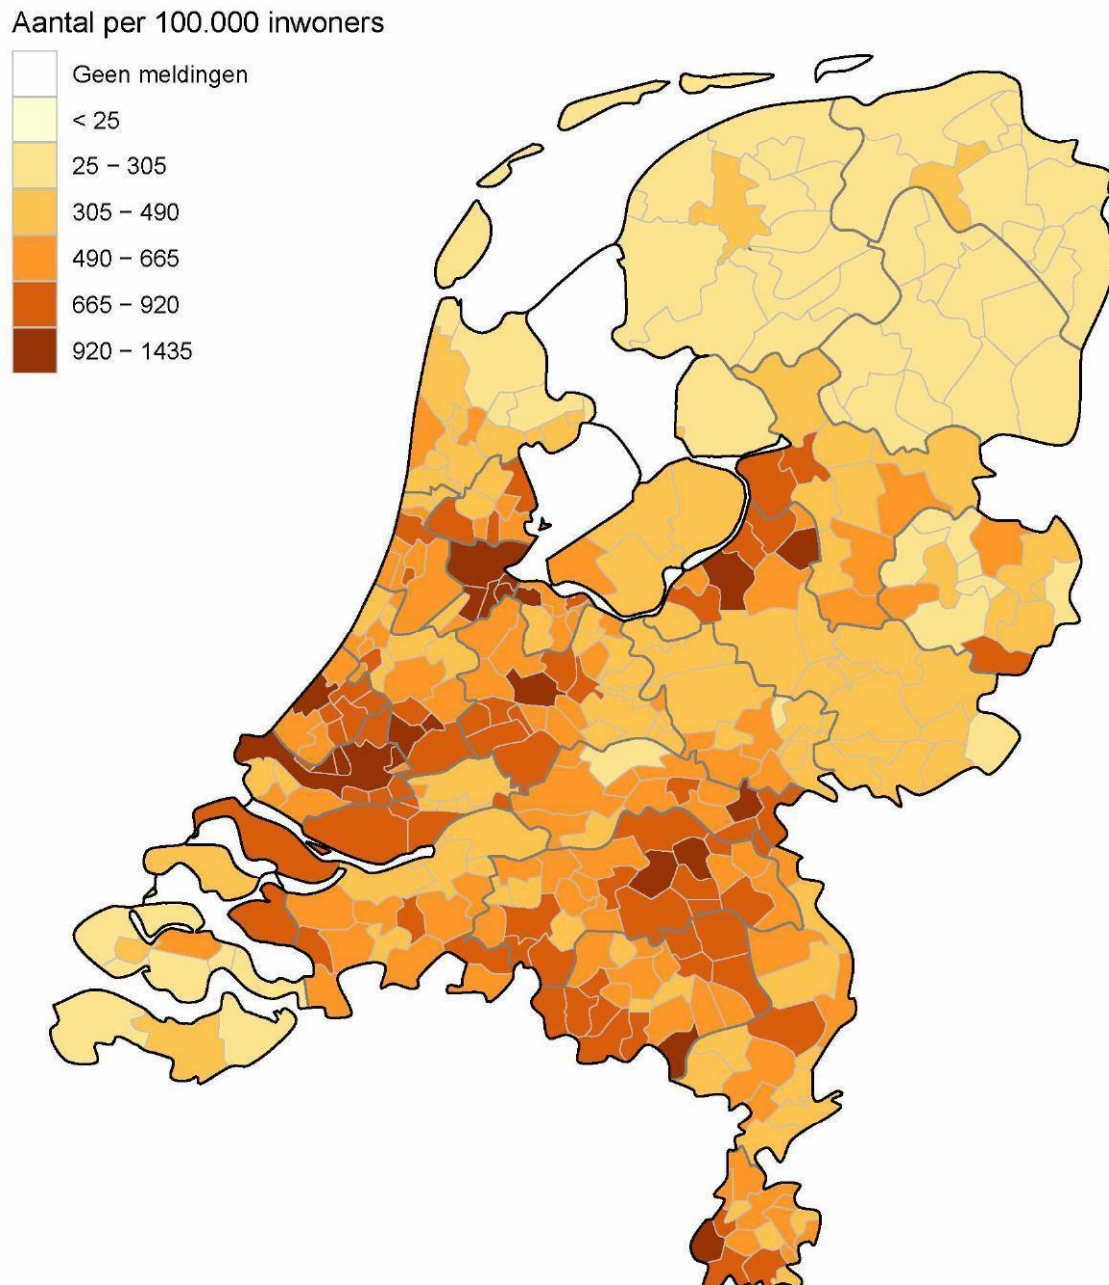 Aantal per 100.000 inwoners
Geen meldingen
< 25
25 – 305
305 – 490
490 – 665
665 – 920
920 – 1435